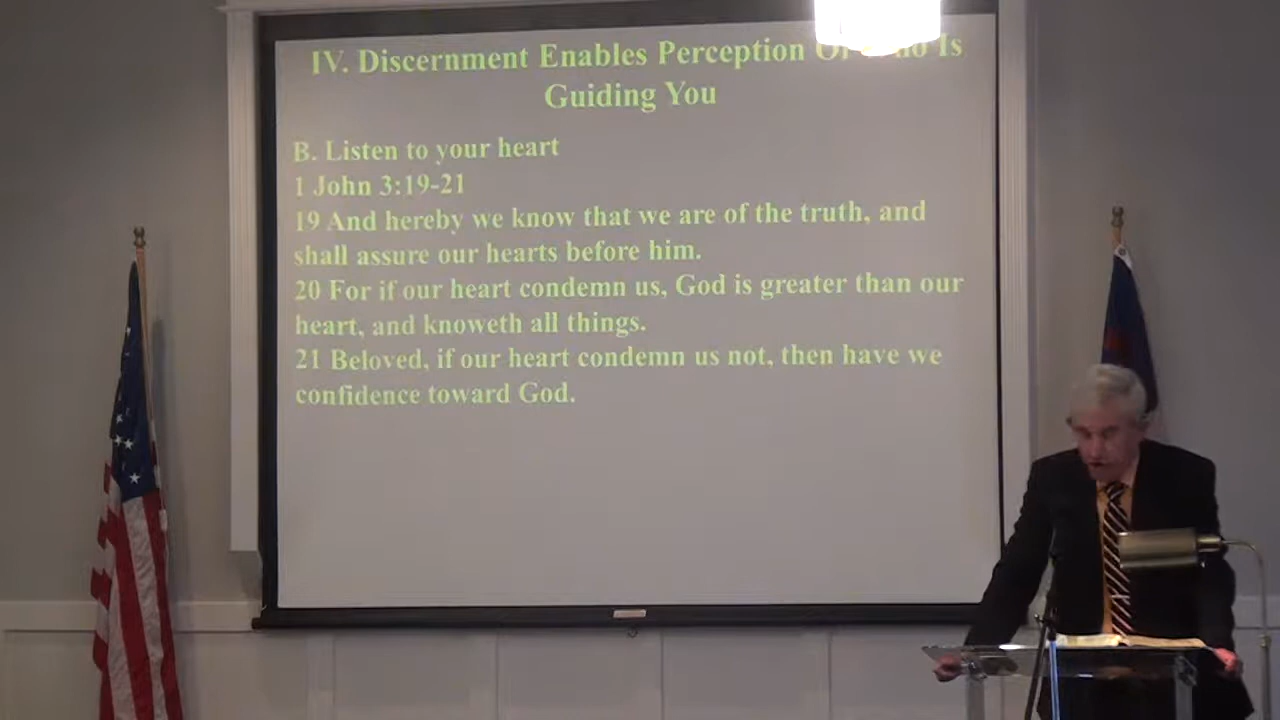 IV. Discernment Enables Perception Is
Guiding You
B. Listen to your heart
1 John 3:19-21
19 And hereby we know that we are of the truth, and
shall assure our hearts before him.
20 For if our heart condemn us, God is greater than our
heart, and knoweth all things.
21 Beloved, if our heart condemn us not, then have we
confidence toward God.